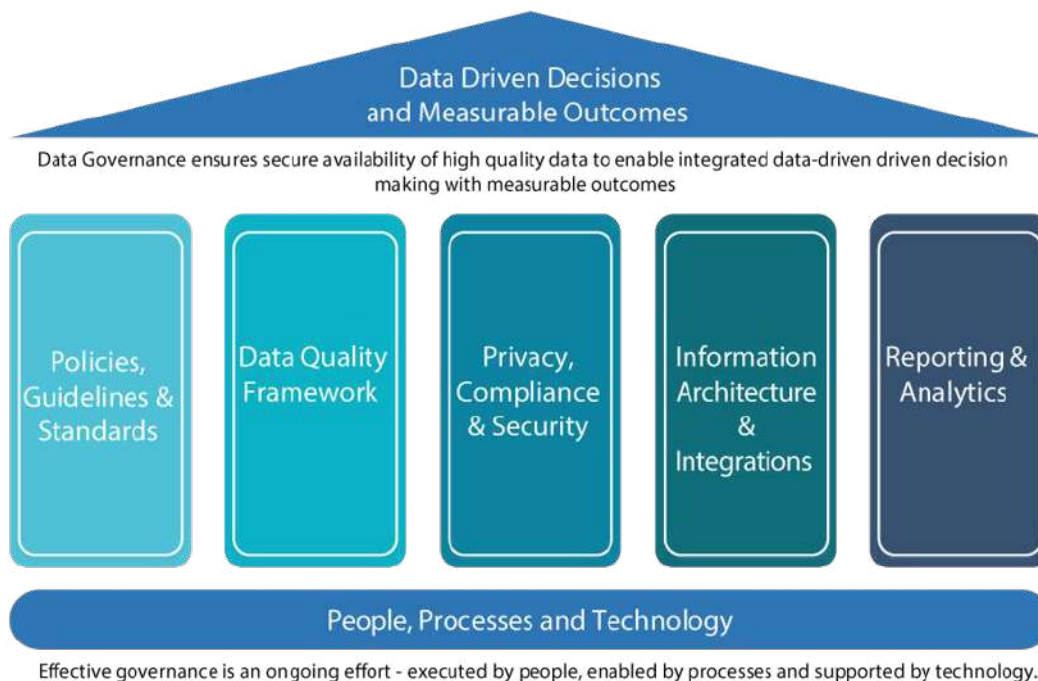 Data Driven Decisions
and Measurable Outcomes
Data Governance ensures secure availability of high quality data to enable integrated data-driven driven decision
making with measurable outcomes
Policies,
Guidelines &
Standards
Data Quality
Framework
Privacy,
Compliance
& Security
Information
Architecture
&
Integrations
Reporting &
Analytics
People, Processes and Technology
Effective governance is an ongoing effort - executed by people, enabled by processes and supported by technology.